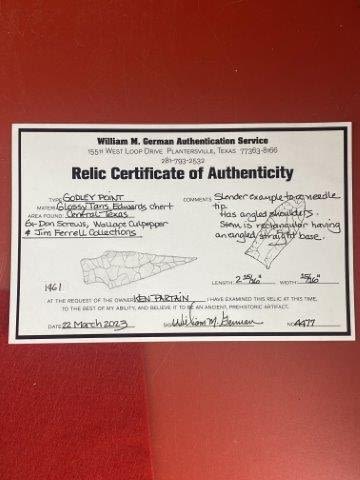 William M. German Authentication Service
15511 West Loop Drive Plantersville, Texas 77363-8166
281-793-2532
Relic Certificate of Authenticity
TYPE GODLEY POINT
MATERIAL Glossy Tans, Edwards chert
AREA FOUND: Central Texas
Ex-Don Screws, Wallace Culpepper
& Jim Ferrell Collections
COMMENTS Slender example to a needle
tip.
Has angled shoulders.
Stem is rectangular having
an angled/straight base.
1461
LENGTH: 2 15/16" WIDTH: 15/16"
AT THE REQUEST OF THE OWNER KEN PARTAIN, I HAVE EXAMINED THIS RELIC AT THIS TIME,
TO THE BEST OF MY ABILITY, AND BELIEVE IT TO BE AN ANCIENT, PREHISTORIC ARTIFACT.
DATE 22 March 2023 William M. German NO. 4477